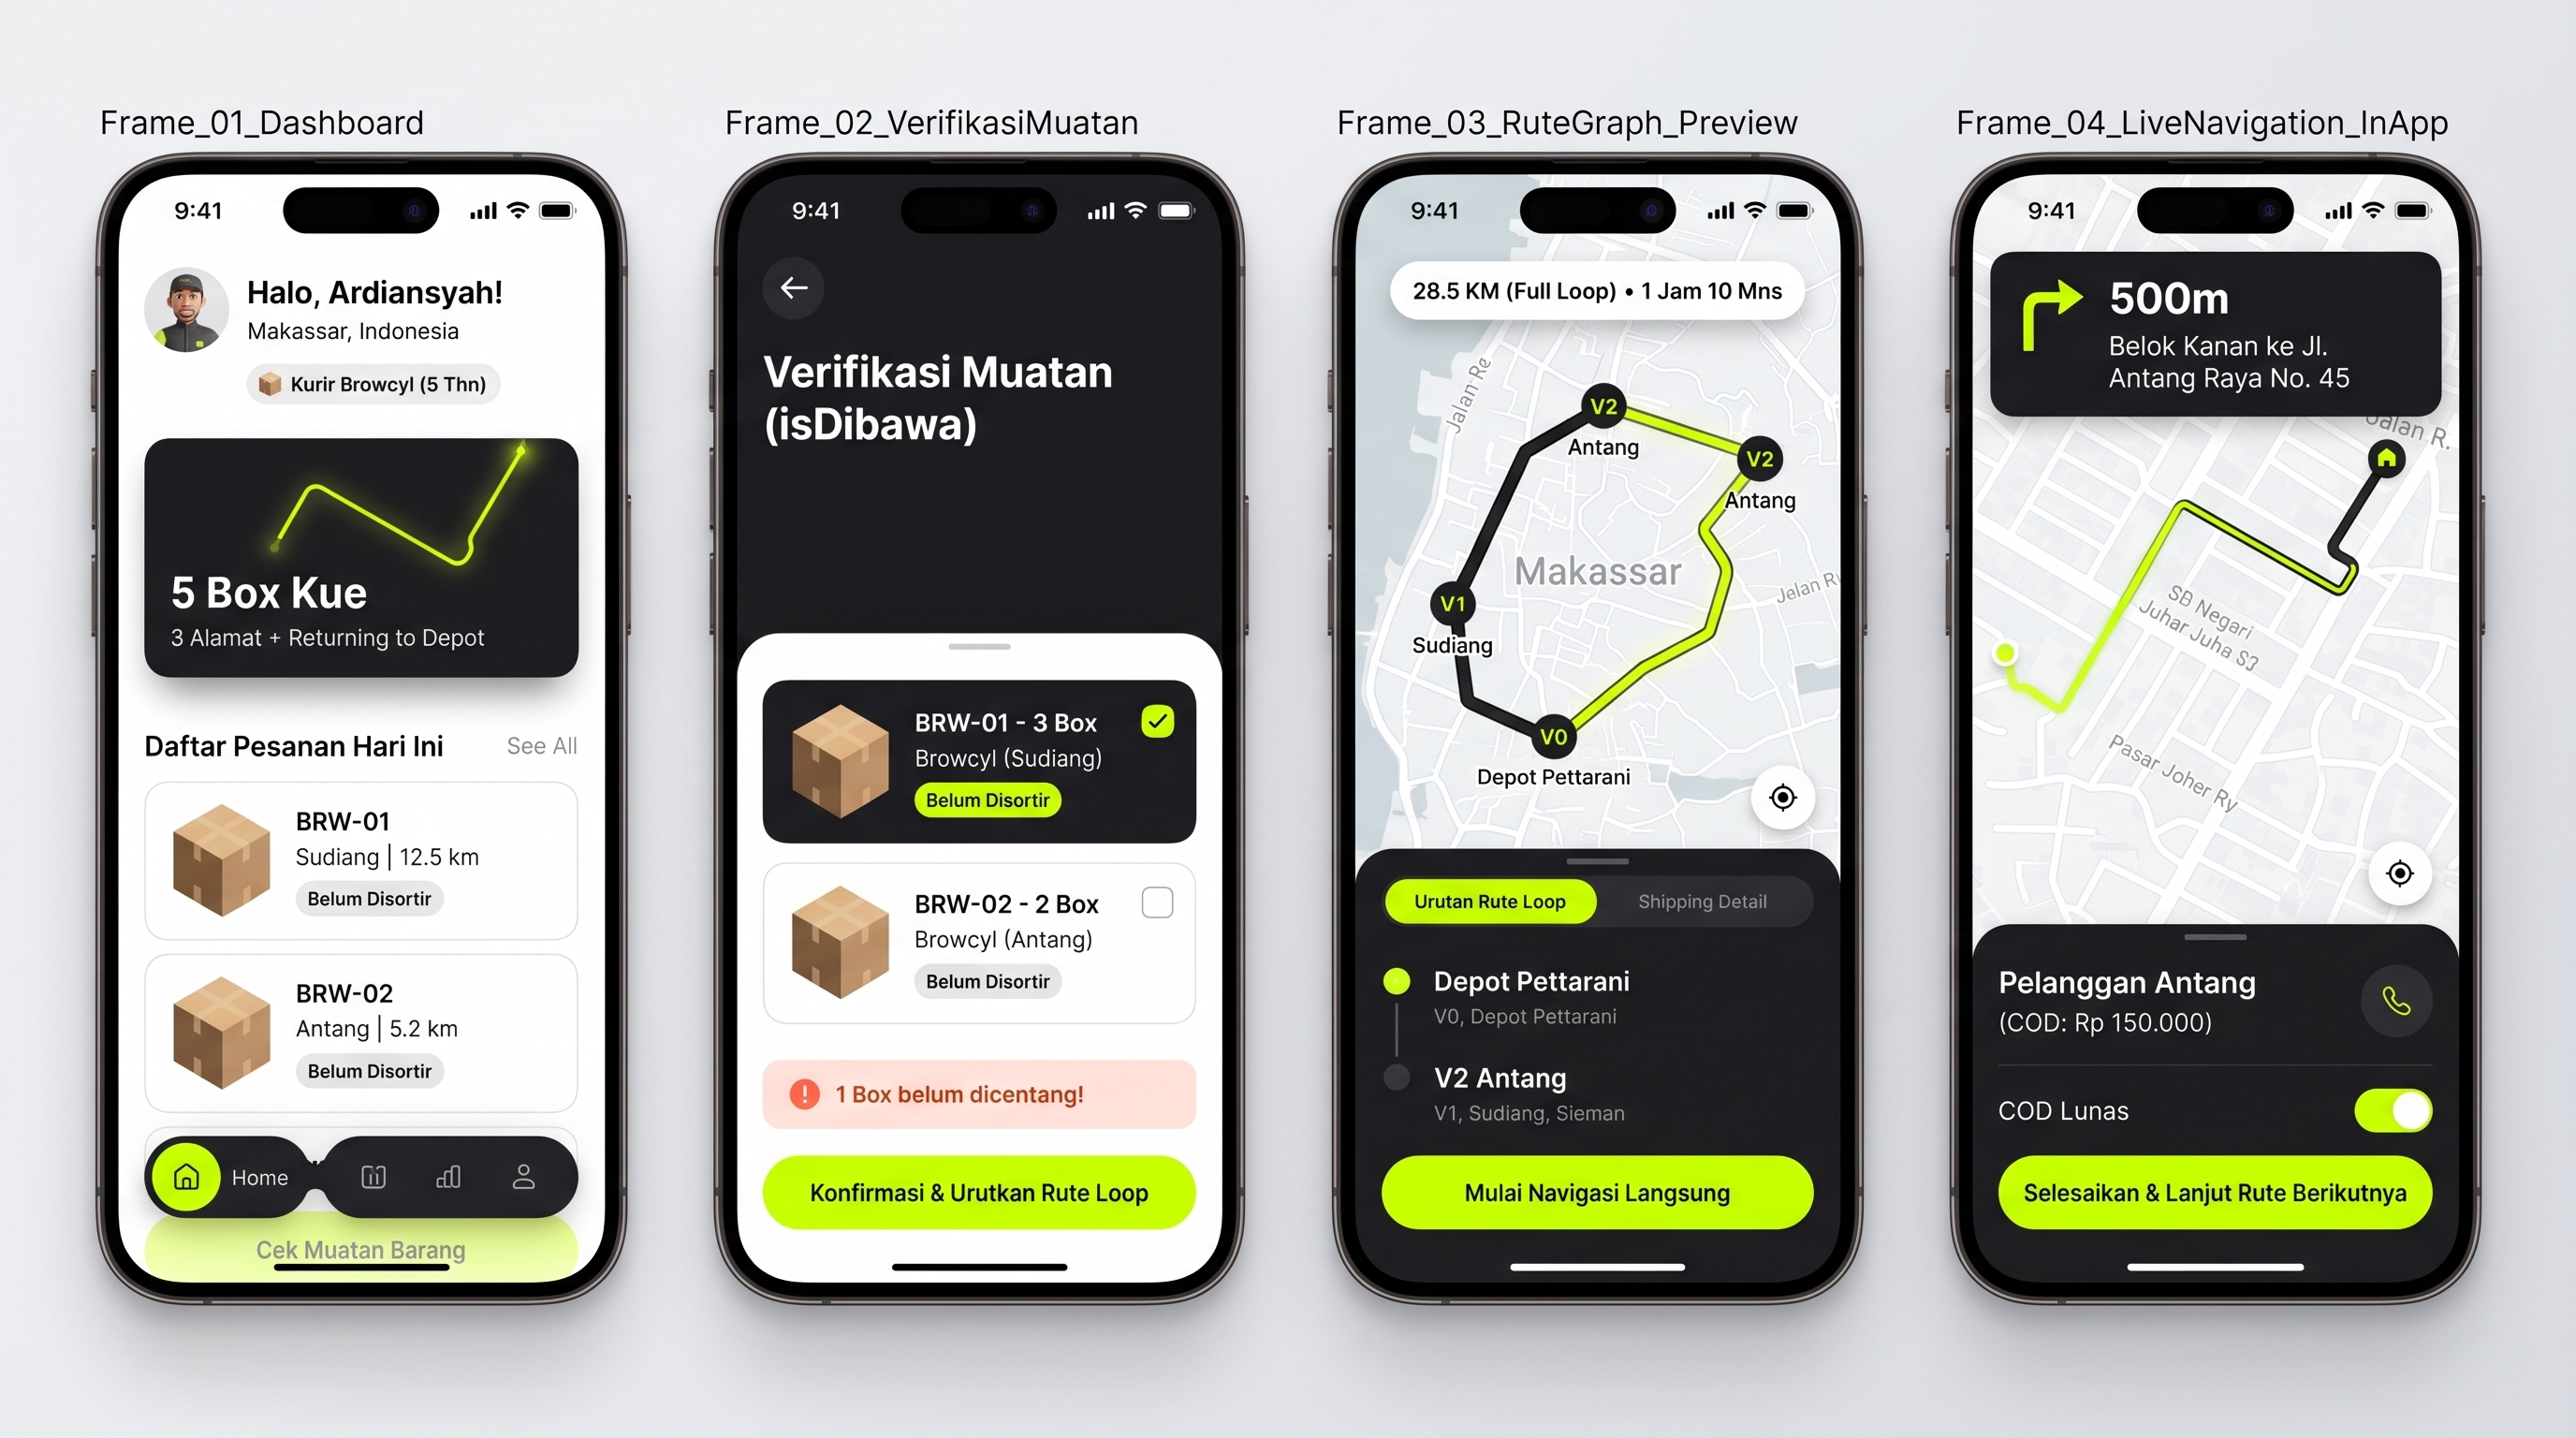 Frame_01_Dashboard
9:41
Halo, Ardiansyah!
Makassar, Indonesia
Kurir Browcyl (5 Thn)
5 Box Kue
3 Alamat + Returning to Depot
Daftar Pesanan Hari Ini
See All
BRW-01
Sudiang | 12.5 km
Belum Disortir
BRW-02
Antang | 5.2 km
Belum Disortir
Home
Cek Muatan Barang
Frame_02_VerifikasiMuatan
9:41
Verifikasi Muatan
(isDibawa)
BRW-01 - 3 Box
Browcyl (Sudiang)
Belum Disortir
BRW-02 - 2 Box
Browcyl (Antang)
Belum Disortir
1 Box belum dicentang!
Konfirmasi & Urutkan Rute Loop
Frame_03_RuteGraph_Preview
9:41
28.5 KM (Full Loop) • 1 Jam 10 Mns
Jalan Re
V2
Antang
V2
Antang
Makassar
Jelan Ru
V1
Sudiang
V0
Depot Pettarani
Urutan Rute Loop
Shipping Detail
Depot Pettarani
V0, Depot Pettarani
V2 Antang
V1, Sudiang, Sieman
Mulai Navigasi Langsung
Frame_04_LiveNavigation_InApp
9:41
500m
Belok Kanan ke Jl.
Antang Raya No. 45
Jalan R.
SB Negari
Juhar Juha S3
Pasar Joher Ry
Pelanggan Antang
(COD: Rp 150.000)
COD Lunas
Selesaikan & Lanjut Rute Berikutnya